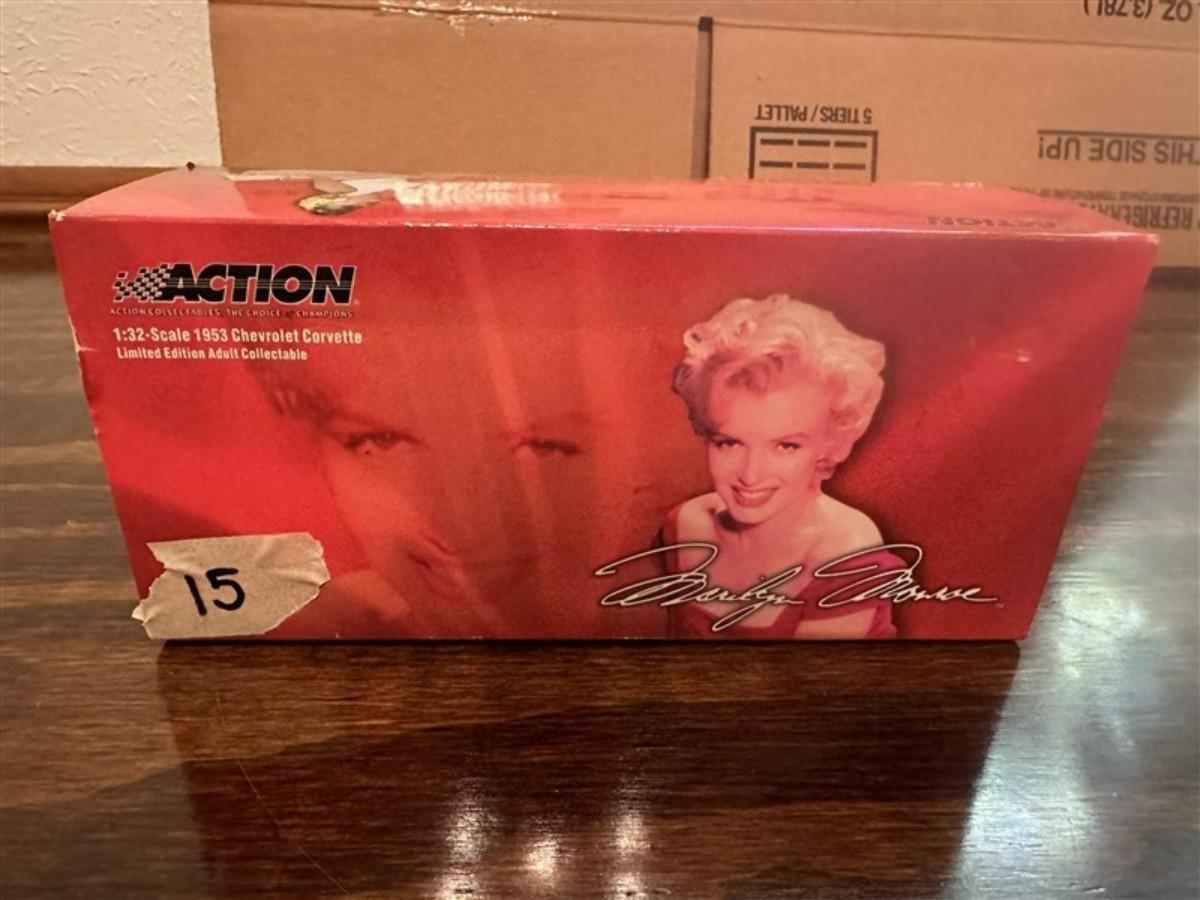 OZ (3.78L)
5 TIERS / PALLET
THIS SIDE UP!
ACTION
ACTION
ACTION COLLECTABLES THE CHOICE of CHAMPIONS
1:32-Scale 1953 Chevrolet Corvette
Limited Edition Adult Collectable
15
Marilyn Monroe